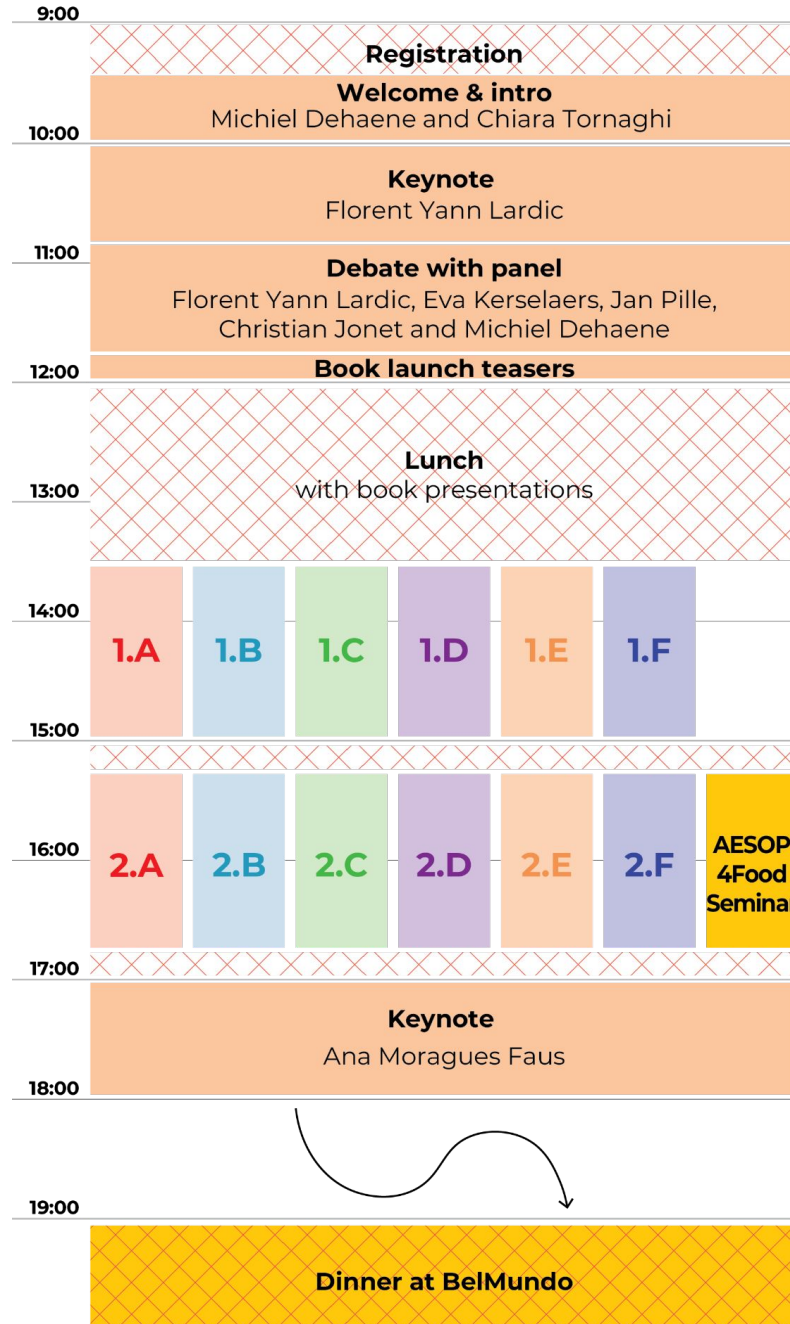 9:00
Registration
Welcome & intro
Michiel Dehaene and Chiara Tornaghi
10:00
Keynote
Florent Yann Lardic
11:00
Debate with panel
Florent Yann Lardic, Eva Kerselaers, Jan Pille,
Christian Jonet and Michiel Dehaene
Book launch teasers
12:00
Lunch
with book presentations
13:00
14:00
1.A 1.B 1.C 1.D 1.E 1.F
15:00
16:00
2.A 2.B 2.C 2.D 2.E 2.F
AESOP
4Food
Seminar
17:00
Keynote
Ana Moragues Faus
18:00
19:00
Dinner at BelMundo